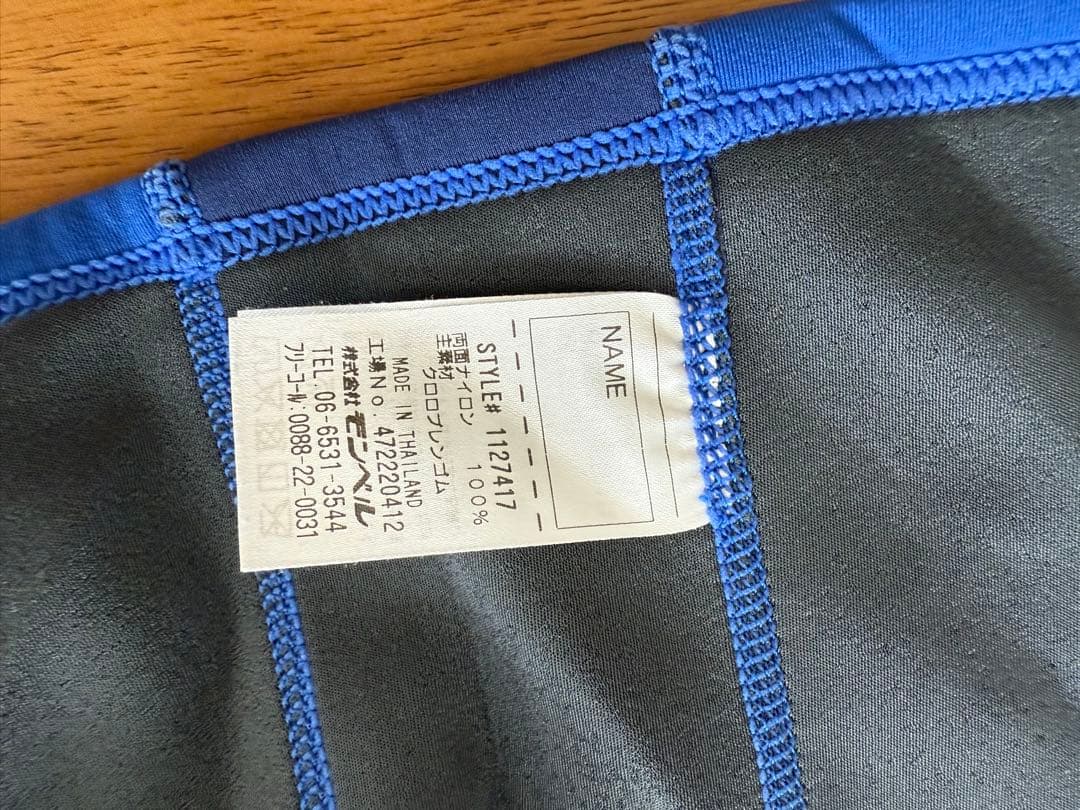 NAME
STYLE# 1127417
両面ナイロン 100%
主素材 クロロプレンゴム
MADE IN THAILAND
工場No. 4722220412
株式会社 モンベル
TEL.06-6531-3544
フリーコール:0088-22-0031